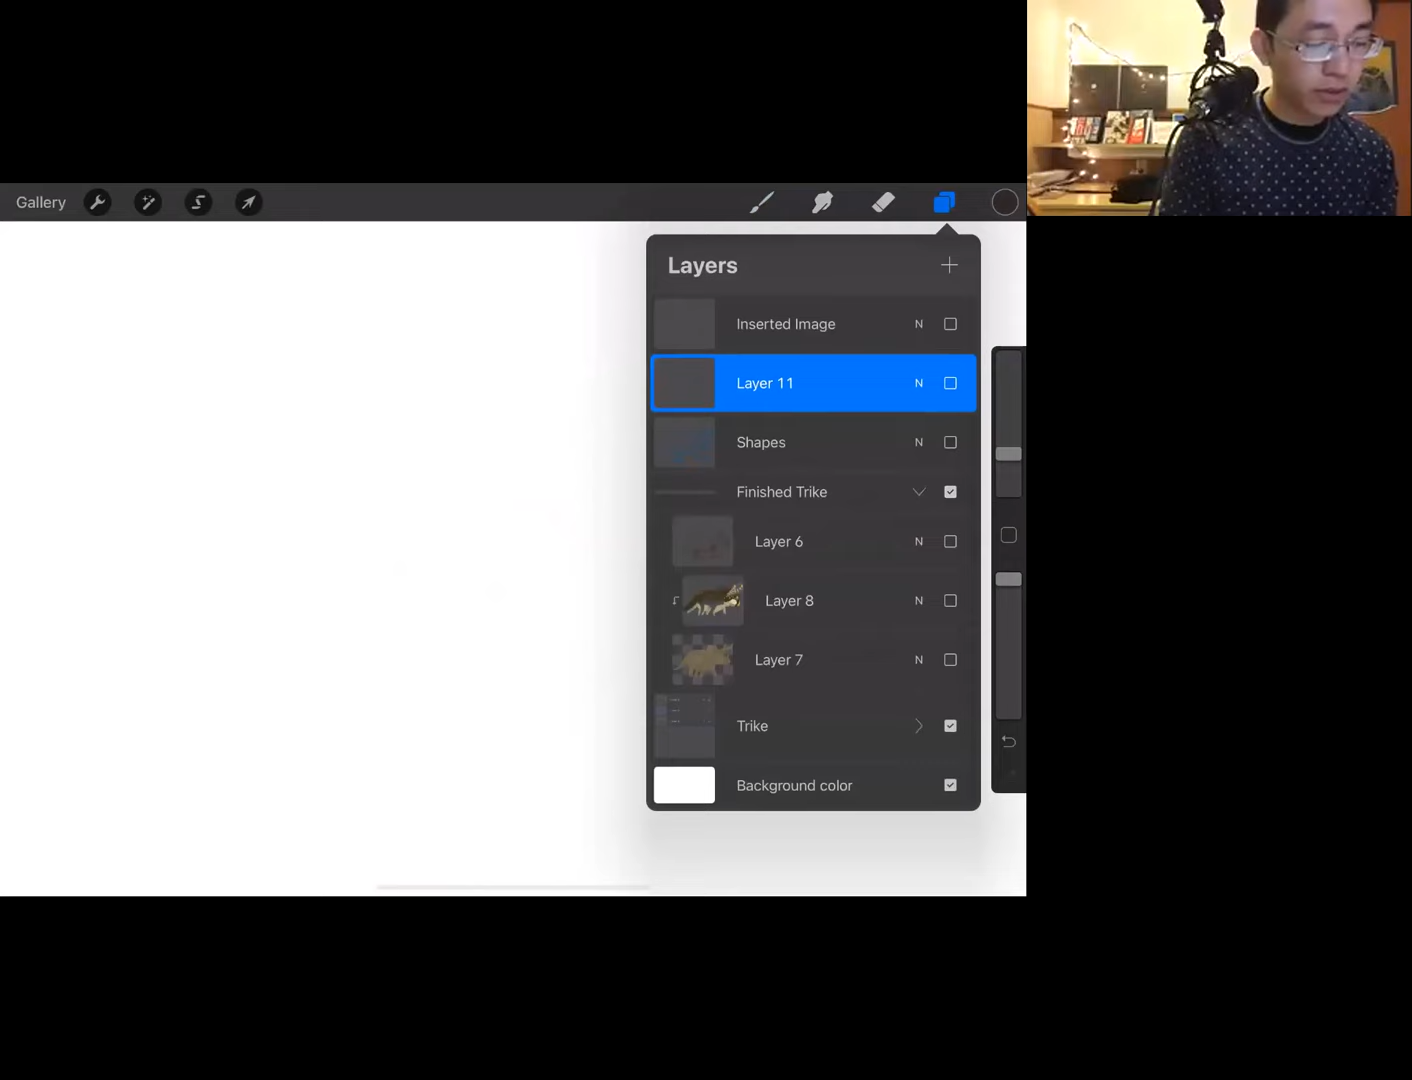 Gallery
Layers
Inserted Image N
Layer 11 N
Shapes N
Finished Trike
Layer 6 N
Layer 8 N
Layer 7 N
Trike
Background color